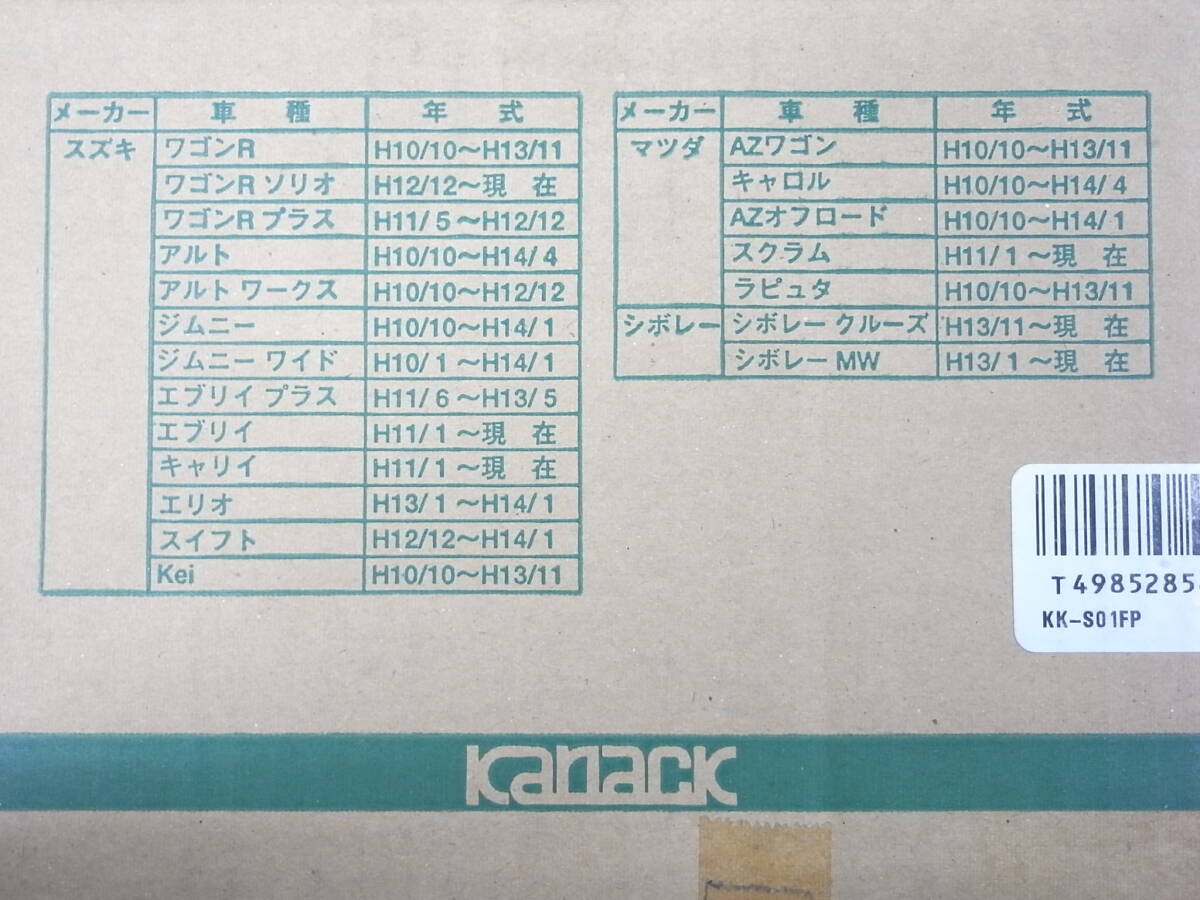 メーカー 車種 年式
スズキ ワゴンR H10/10～H13/11
ワゴンR ソリオ H12/12～現在
ワゴンR プラス H11/5～H12/12
アルト H10/10～H14/4
アルト ワークス H10/10～H12/12
ジムニー H10/10～H14/1
ジムニー ワイド H10/1～H14/1
エブリイ プラス H11/6～H13/5
エブリイ H11/1～現在
キャリイ H11/1～現在
エリオ H13/1～H14/1
スイフト H12/12～H14/1
Kei H10/10～H13/11
メーカー 車種 年式
マツダ AZワゴン H10/10～H13/11
キャロル H10/10～H14/4
AZオフロード H10/10～H14/1
スクラム H11/1～現在
ラピュタ H10/10～H13/11
シボレー シボレー クルーズ H13/11～現在
シボレー MW H13/1～現在
T4985285
KK-S01FP
Kanack